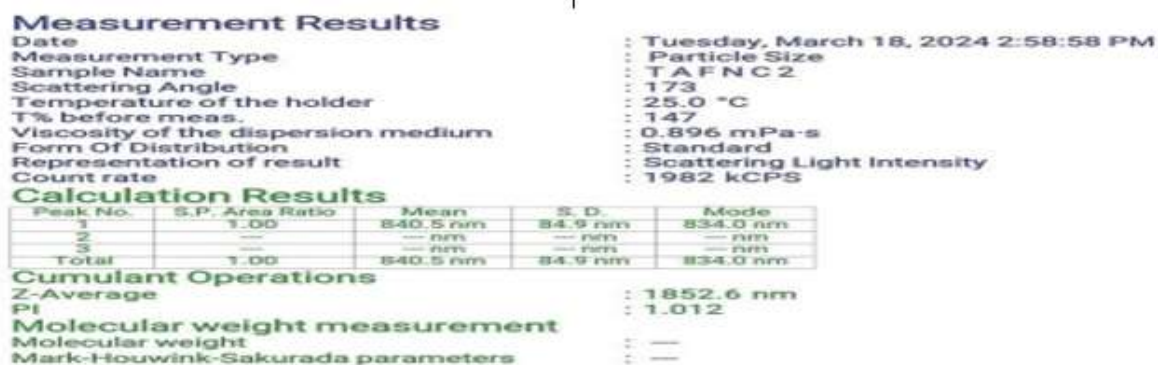 Measurement Results
Date : Tuesday, March 18, 2024 2:58:58 PM
Measurement Type : Particle Size
Sample Name : T A F N C 2
Scattering Angle : 173
Temperature of the holder : 25.0 °C
T% before meas. : 147
Viscosity of the dispersion medium : 0.896 mPa·s
Form Of Distribution : Standard
Representation of result : Scattering Light Intensity
Count rate : 1982 kCPS
Calculation Results
Peak No. S.P. Area Ratio Mean S. D. Mode
1 1.00 840.5 nm 84.9 nm 834.0 nm
2 --- --- nm --- nm --- nm
3 --- --- nm --- nm --- nm
Total 1.00 840.5 nm 84.9 nm 834.0 nm
Cumulant Operations
Z-Average : 1852.6 nm
PI : 1.012
Molecular weight measurement
Molecular weight : ---
Mark-Houwink-Sakurada parameters : ---